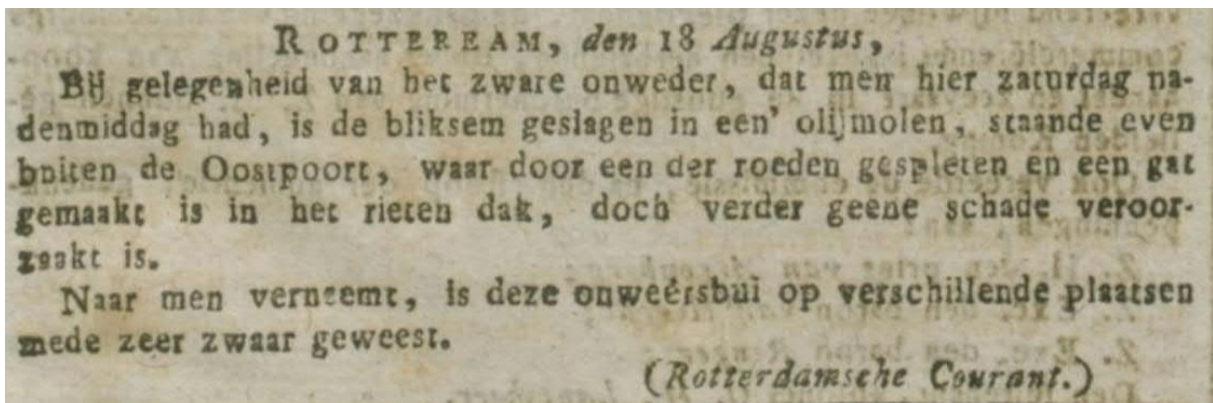 ROTTEREAM, den 18 Augustus,
Bij gelegenheid van het zware onweder, dat men hier zaturdag na-
denmiddag had, is de bliksem geslagen in een' olijmolen, staande even
buiten de Oostpoort, waar door een der roeden gespleten en een gat
gemaakt is in het rieten dak, doch verder geene schade veroor-
zaakt is.
Naar men verneemt, is deze onweêrsbui op verschillende plaatsen
mede zeer zwaar geweest.
(Rotterdamsche Courant.)